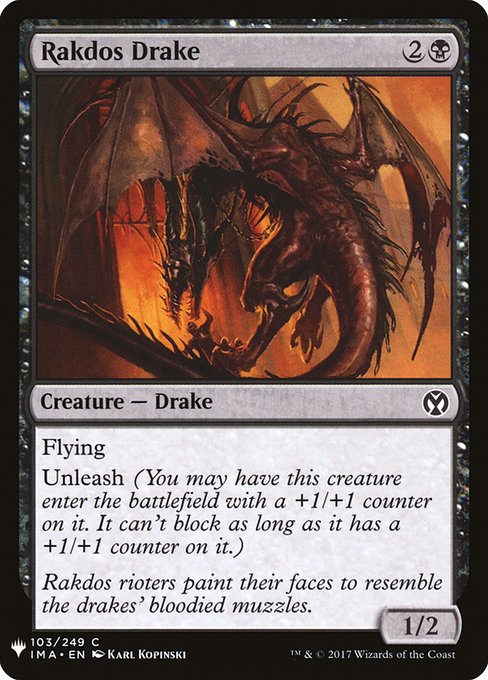 Rakdos Drake 2
Creature — Drake
Flying
Unleash (You may have this creature
enter the battlefield with a +1/+1 counter
on it. It can't block as long as it has a
+1/+1 counter on it.)
Rakdos rioters paint their faces to resemble
the drakes' bloodied muzzles.
1/2
103/249 C
IMA • EN Karl Kopinski
™ & © 2017 Wizards of the Coast